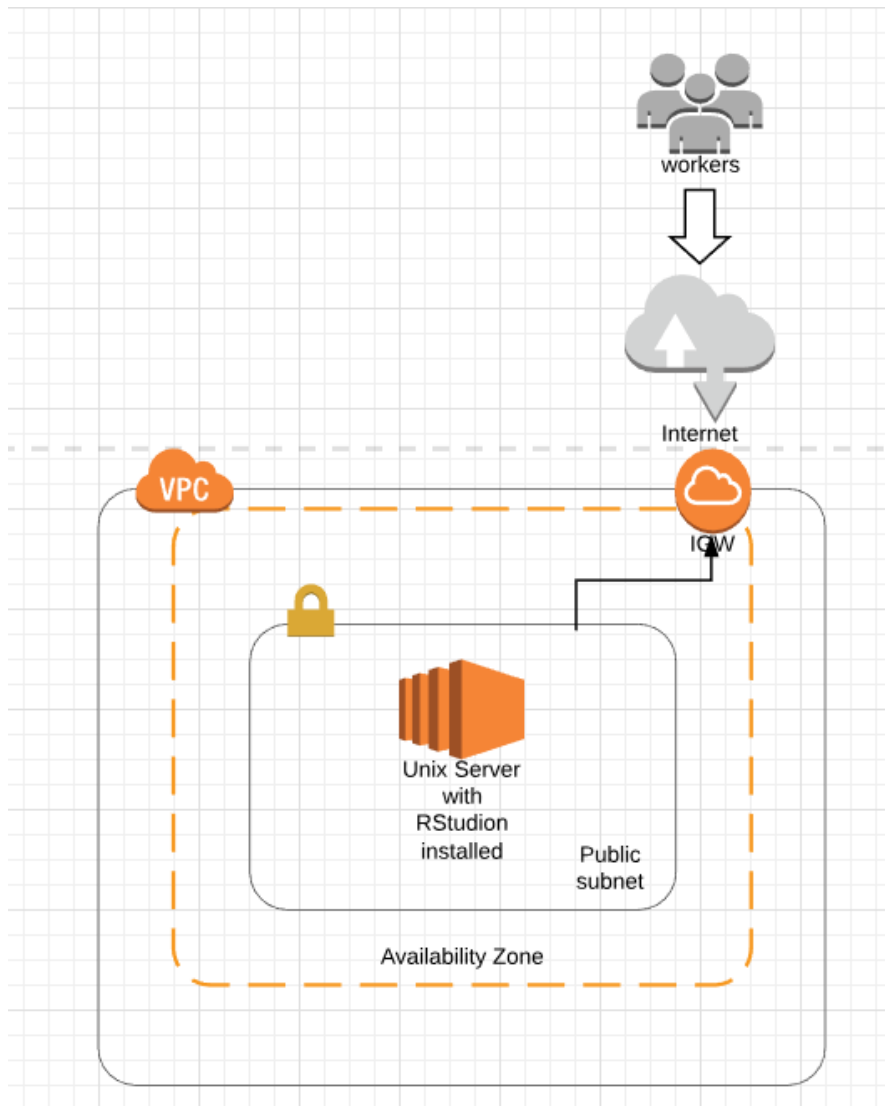 workers
Internet
VPC
IGW
Unix Server
with
RStudion
installed
Public
subnet
Availability Zone